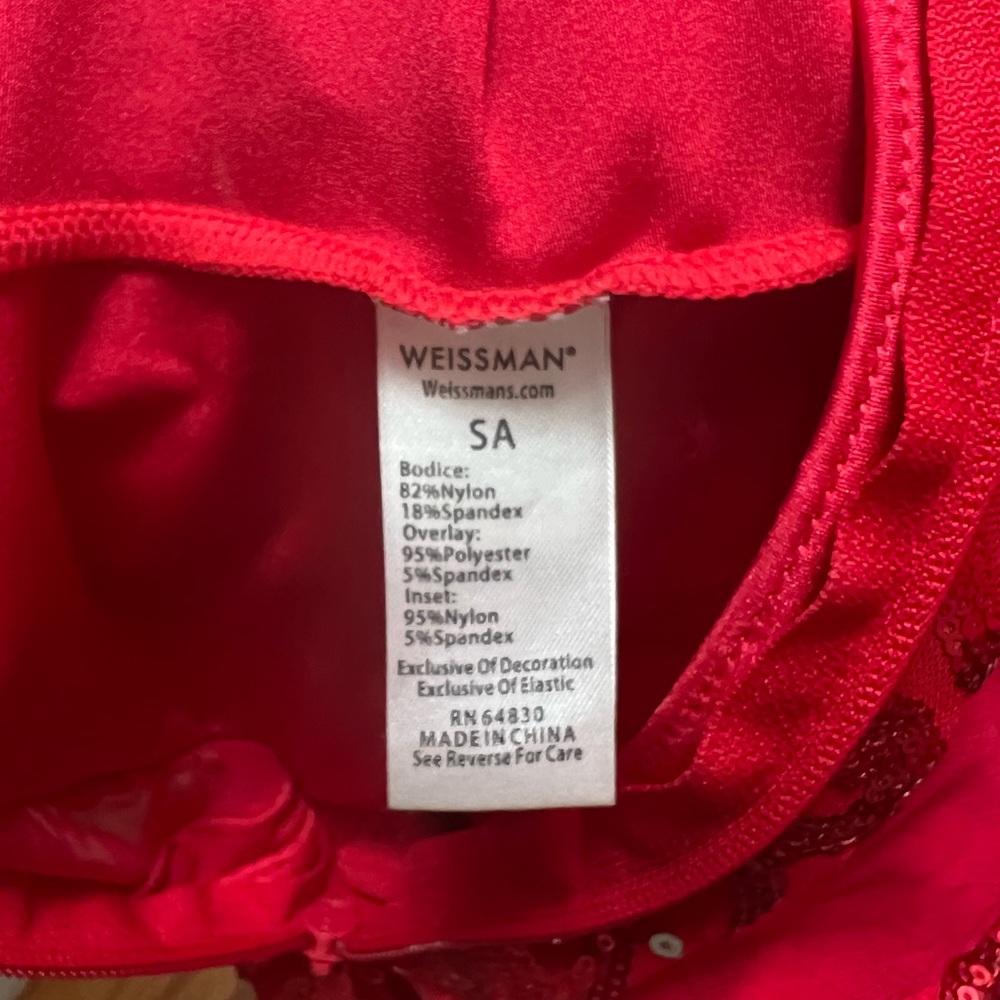 WEISSMAN®
Weissmans.com
SA
Bodice:
82%Nylon
18%Spandex
Overlay:
95%Polyester
5%Spandex
Inset:
95%Nylon
5%Spandex
Exclusive Of Decoration
Exclusive Of Elastic
RN 64830
MADE IN CHINA
See Reverse For Care